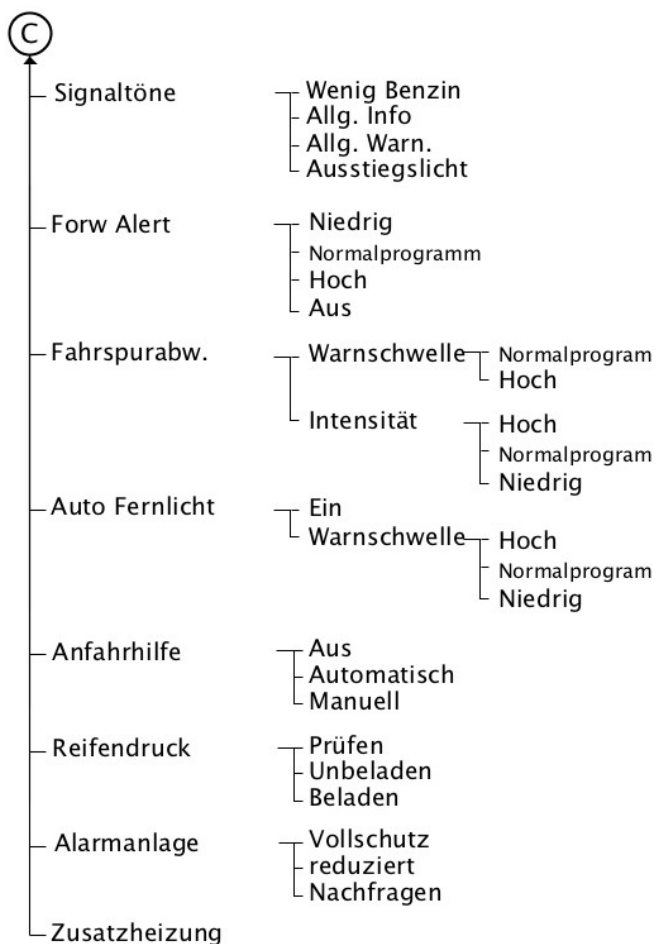 C
Signaltöne Wenig Benzin
Allg. Info
Allg. Warn.
Ausstiegslicht
Forw Alert Niedrig
Normalprogramm
Hoch
Aus
Fahrspurabw. Warnschwelle Normalprogram
Hoch
Intensität Hoch
Normalprogram
Niedrig
Auto Fernlicht Ein
Warnschwelle Hoch
Normalprogram
Niedrig
Anfahrhilfe Aus
Automatisch
Manuell
Reifendruck Prüfen
Unbeladen
Beladen
Alarmanlage Vollschutz
reduziert
Nachfragen
Zusatzheizung